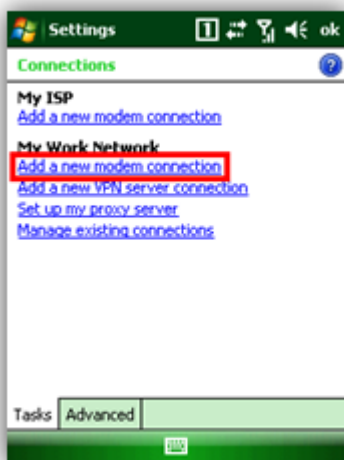 Settings
1
ok
Connections
?
My ISP
Add a new modem connection
My Work Network
Add a new modem connection
Add a new VPN server connection
Set up my proxy server
Manage existing connections
Tasks Advanced